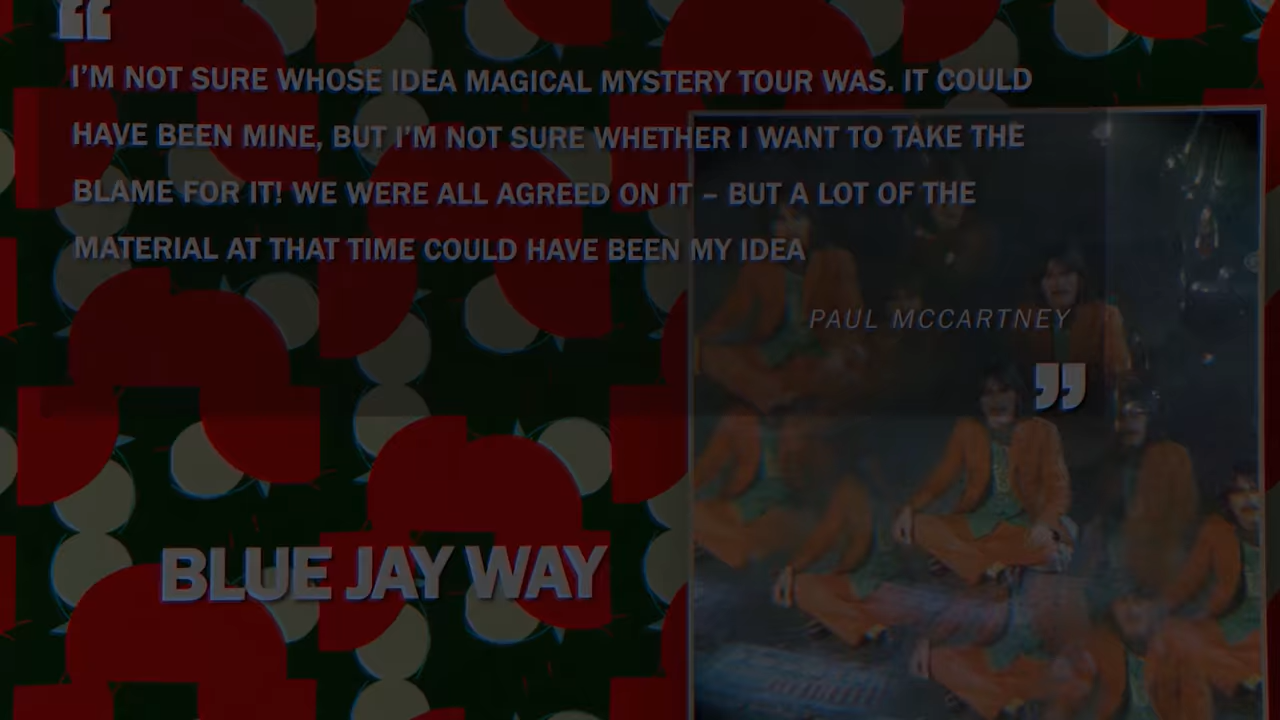 “
I’M NOT SURE WHOSE IDEA MAGICAL MYSTERY TOUR WAS. IT COULD
HAVE BEEN MINE, BUT I’M NOT SURE WHETHER I WANT TO TAKE THE
BLAME FOR IT! WE WERE ALL AGREED ON IT – BUT A LOT OF THE
MATERIAL AT THAT TIME COULD HAVE BEEN MY IDEA
PAUL MCCARTNEY
”
BLUE JAY WAY